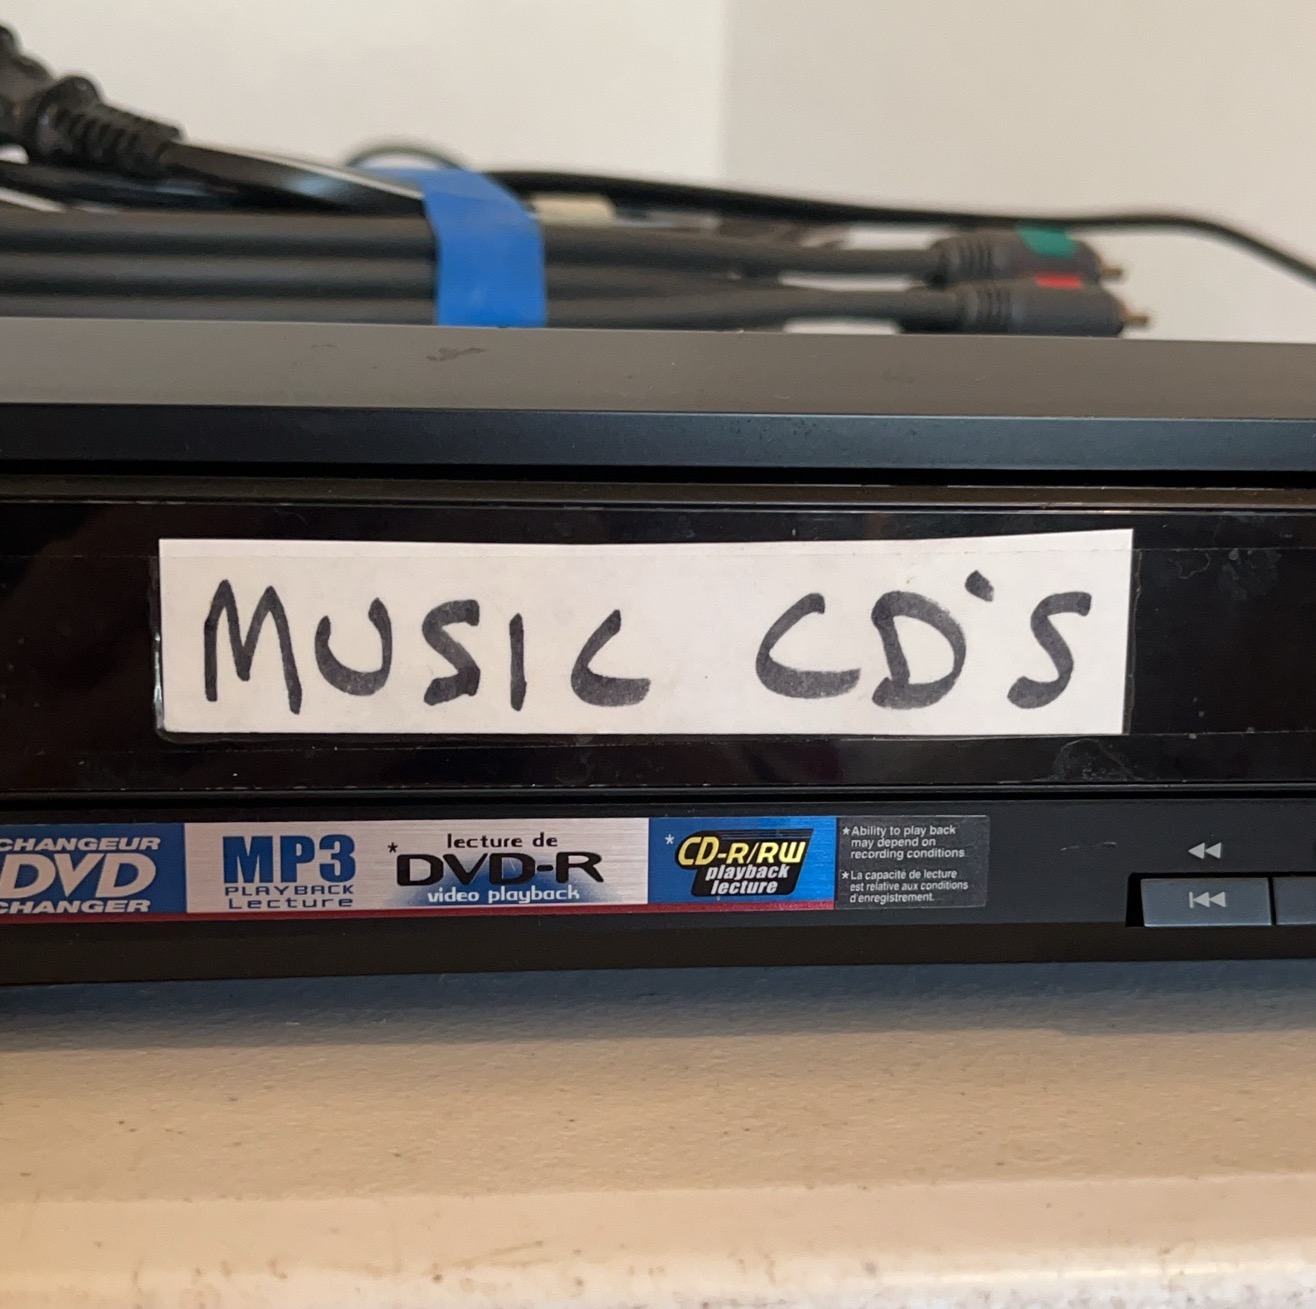 MUSIC CD'S
CHANGEUR
DVD
CHANGER
MP3
PLAYBACK
Lecture
* lecture de
DVD-R
video playback
* CD-R/RW
playback
lecture
*Ability to play back
may depend on
recording conditions
*La capacité de lecture
est relative aux conditions
d'enregistrement.